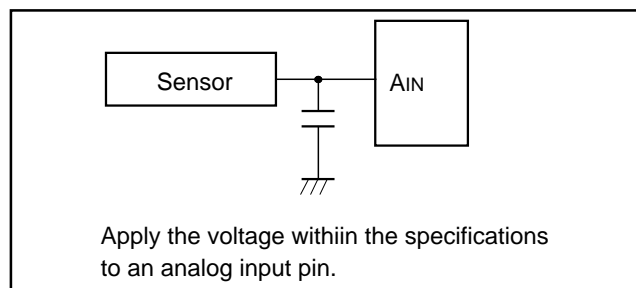 Sensor
AIN
Apply the voltage withiin the specifications
to an analog input pin.